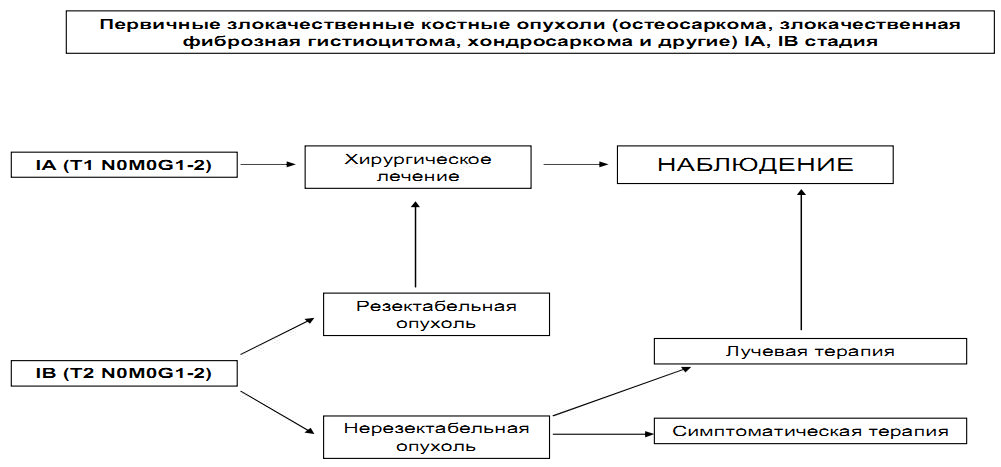 Первичные злокачественные костные опухоли (остеосаркома, злокачественная
фиброзная гистиоцитома, хондросаркома и другие) IA, IB стадия
IA (T1 N0M0G1-2)
Хирургическое
лечение
НАБЛЮДЕНИЕ
Резектабельная
опухоль
Лучевая терапия
IB (T2 N0M0G1-2)
Нерезектабельная
опухоль
Симптоматическая терапия